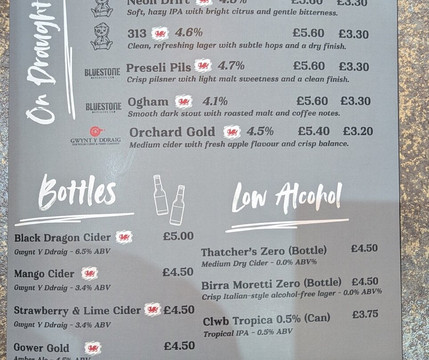 On Draught
Neon Drift 4.8% £5.60 £3.30
Soft, hazy IPA with bright citrus and gentle bitterness.
313 4.6% £5.60 £3.30
Clean, refreshing lager with subtle hops and a dry finish.
BLUESTONE Preseli Pils 4.7% £5.60 £3.30
Crisp pilsner with light malt sweetness and a clean finish.
BLUESTONE Ogham 4.1% £5.60 £3.30
Smooth dark stout with roasted malt and coffee notes.
GWYNT Y DDRAIG Orchard Gold 4.5% £5.40 £3.20
Medium cider with fresh apple flavour and crisp balance.
Bottles
Black Dragon Cider £5.00
Gwynt Y Ddraig - 6.5% ABV
Mango Cider £4.50
Gwynt Y Ddraig - 3.4% ABV
Strawberry & Lime Cider £4.50
Gwynt Y Ddraig - 3.4% ABV
Gower Gold £4.50
Low Alcohol
Thatcher's Zero (Bottle) £4.50
Medium Dry Cider - 0.0% ABV%
Birra Moretti Zero (Bottle) £4.50
Crisp Italian-style alcohol-free lager - 0.0% ABV%
Clwb Tropica 0.5% (Can) £3.75
Tropical IPA - 0.5% ABV